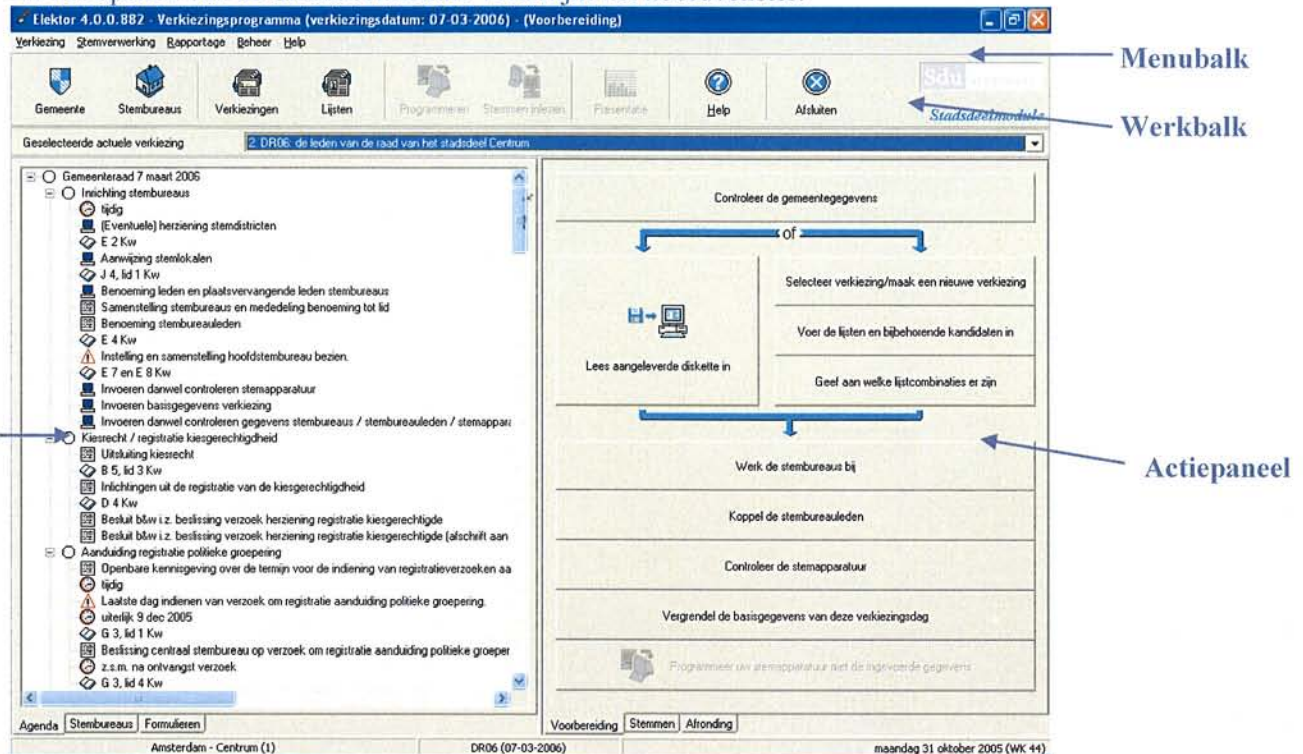 Elektor 4.0.0.882 - Verkiezingsprogramma (verkiezingsdatum: 07-03-2006) - (Voorbereiding)
Verkiezing Stemverwerking Rapportage Beheer Help
Menubalk
Gemeente Stembureaus Verkiezingen Lijsten Programmeren Stemmen inlezen Presentatie Help Afsluiten
Sdu
Stadsdeelmodule
Werkbalk
Geselecteerde actuele verkiezing 2. DR06: de leden van de raad van het stadsdeel Centrum
Gemeenteraad 7 maart 2006
Inrichting stembureaus
tijdig
(Eventuele) herziening stemdistricten
E 2 Kw
Aanwijzing stemlokalen
J 4, lid 1 Kw
Benoeming leden en plaatsvervangende leden stembureaus
Samenstelling stembureaus en mededeling benoeming tot lid
Benoeming stembureauleden
E 4 Kw
Instelling en samenstelling hoofdstembureau bezien.
E 7 en E 8 Kw
Invoeren danwel controleren stemapparatuur
Invoeren basisgegevens verkiezing
Invoeren danwel controleren gegevens stembureaus / stembureauleden / stemappara
Kiesrecht / registratie kiesgerechtigdheid
Uitsluiting kiesrecht
B 5, lid 3 Kw
Inlichtingen uit de registratie van de kiesgerechtigdheid
D 4 Kw
Besluit b&w i.z. beslissing verzoek herziening registratie kiesgerechtigde
Besluit b&w i.z. beslissing verzoek herziening registratie kiesgerechtigde (afschrift aan
Aanduiding registratie politieke groepering
Openbare kennisgeving over de termijn voor de indiening van registratieverzoeken aa
tijdig
Laatste dag indienen van verzoek om registratie aanduiding politieke groepering.
uiterlijk 9 dec 2005
G 3, lid 1 Kw
Beslissing centraal stembureau op verzoek om registratie aanduiding politieke groeper
z.s.m. na ontvangst verzoek
G 3, lid 4 Kw
Agenda Stembureaus Formulieren
Controleer de gemeentegegevens
of
Lees aangeleverde diskette in
Selecteer verkiezing/maak een nieuwe verkiezing
Voer de lijsten en bijbehorende kandidaten in
Geef aan welke lijstcombinaties er zijn
Werk de stembureaus bij
Koppel de stembureauleden
Controleer de stemapparatuur
Vergrendel de basisgegevens van deze verkiezingsdag
Programmeer uw stemapparatuur met de ingevoerde gegevens
Actiepaneel
Voorbereiding Stemmen Afronding
Amsterdam - Centrum (1) DR06 (07-03-2006) maandag 31 oktober 2005 (WK 44)